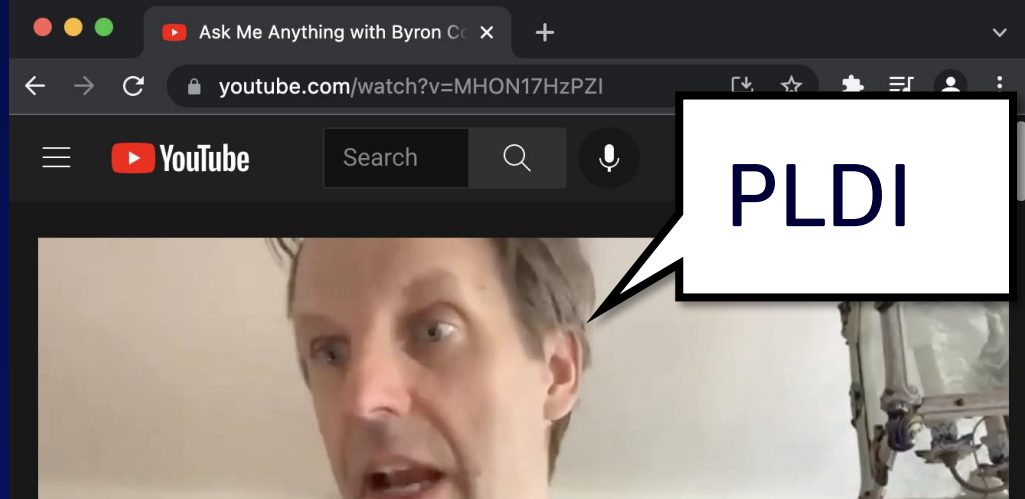 Ask Me Anything with Byron Co
youtube.com/watch?v=MHON17HzPZI
YouTube
Search
PLDI